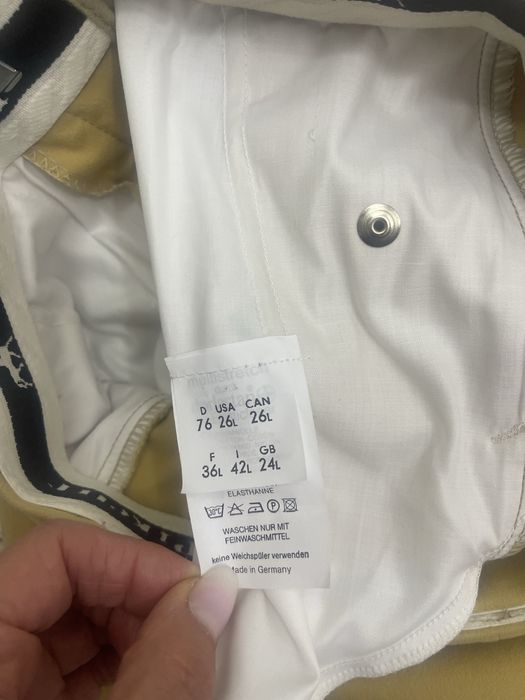 multistretch
D USA CAN
76 26L 26L
F I GB
36L 42L 24L
ELASTHANNE
30°C P
WASCHEN NUR MIT
FEINWASCHMITTEL
keine Weichspüler verwenden
Made in Germany